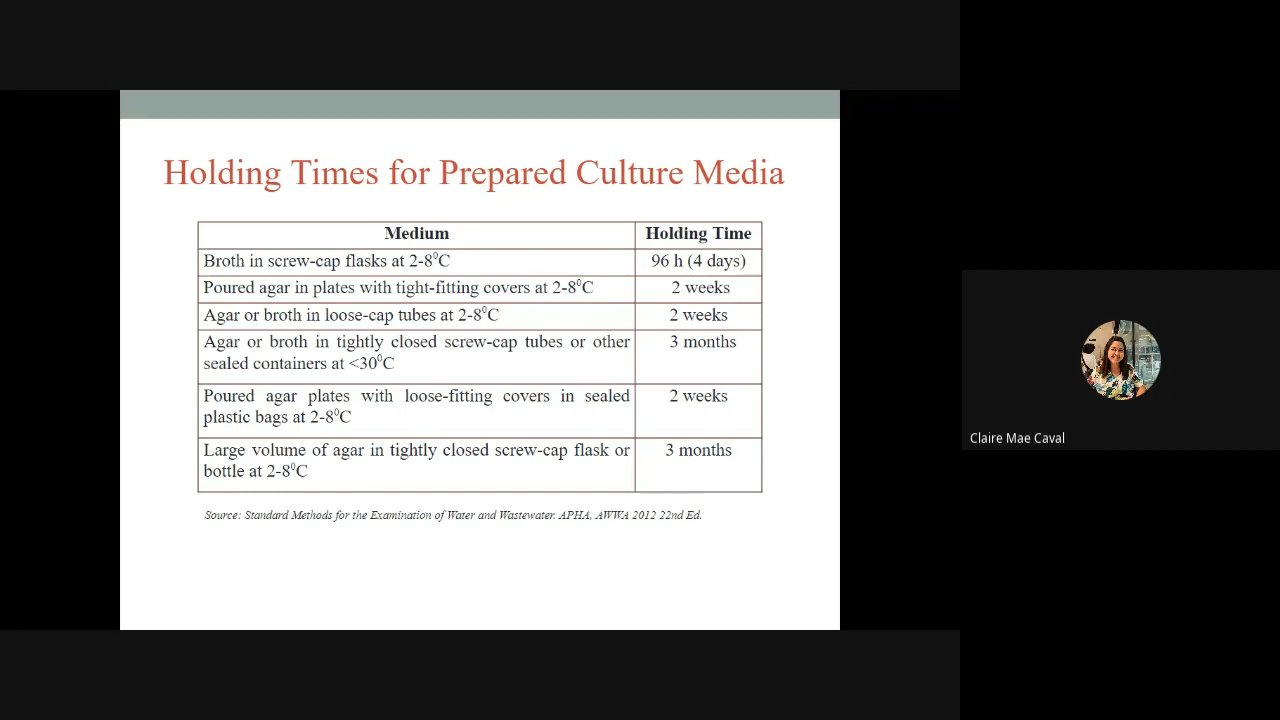 Holding Times for Prepared Culture Media
Medium Holding Time
Broth in screw-cap flasks at 2-8⁰C 96 h (4 days)
Poured agar in plates with tight-fitting covers at 2-8⁰C 2 weeks
Agar or broth in loose-cap tubes at 2-8⁰C 2 weeks
Agar or broth in tightly closed screw-cap tubes or other 3 months
sealed containers at <30⁰C
Poured agar plates with loose-fitting covers in sealed 2 weeks
plastic bags at 2-8⁰C
Large volume of agar in tightly closed screw-cap flask or 3 months
bottle at 2-8⁰C
Source: Standard Methods for the Examination of Water and Wastewater. APHA, AWWA 2012 22nd Ed.
Claire Mae Caval